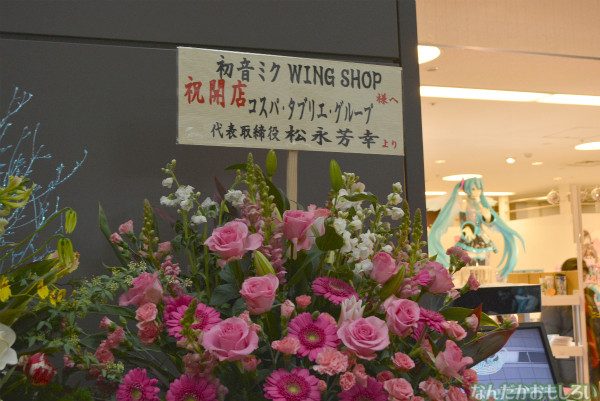 初音ミク WING SHOP 様へ
祝開店
コスパ・タブリエ・グループ
代表取締役 松永芳幸 より
なんだかおもしろい